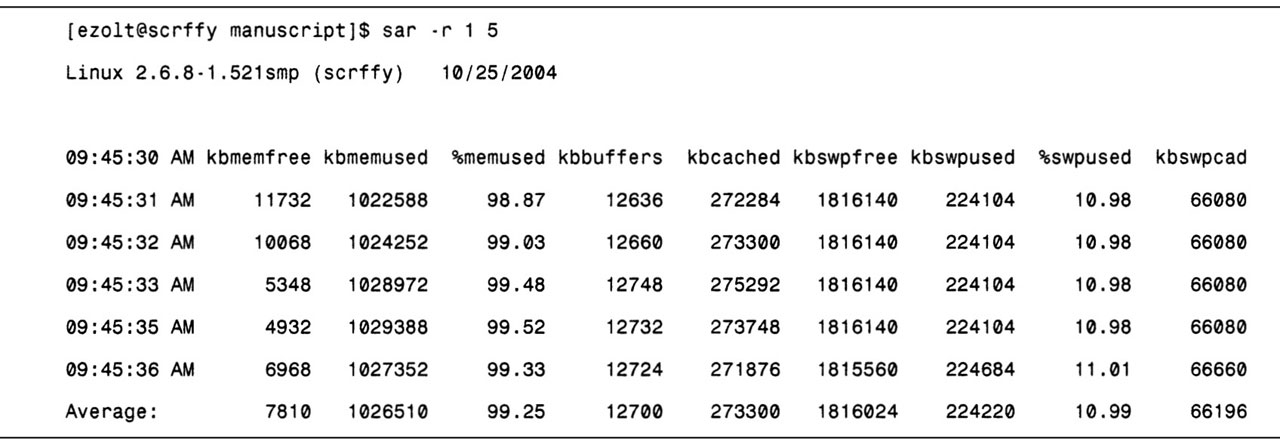 [ezolt@scrffy manuscript]$ sar -r 1 5
Linux 2.6.8-1.521smp (scrffy) 10/25/2004
09:45:30 AM kbmemfree kbmemused %memused kbbuffers kbcached kbswpfree kbswpused %swpused kbswpcad
09:45:31 AM 11732 1022588 98.87 12636 272284 1816140 224104 10.98 66080
09:45:32 AM 10068 1024252 99.03 12660 273300 1816140 224104 10.98 66080
09:45:33 AM 5348 1028972 99.48 12748 275292 1816140 224104 10.98 66080
09:45:35 AM 4932 1029388 99.52 12732 273748 1816140 224104 10.98 66080
09:45:36 AM 6968 1027352 99.33 12724 271876 1815560 224684 11.01 66660
Average: 7810 1026510 99.25 12700 273300 1816024 224220 10.99 66196